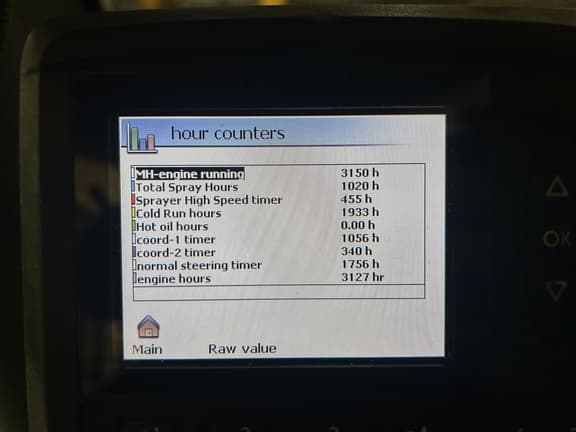 hour counters
MH-engine running 3150 h
Total Spray Hours 1020 h
Sprayer High Speed timer 455 h
Cold Run hours 1933 h
Hot oil hours 0.00 h
coord-1 timer 1056 h
coord-2 timer 340 h
normal steering timer 1756 h
engine hours 3127 hr
Main Raw value
OK